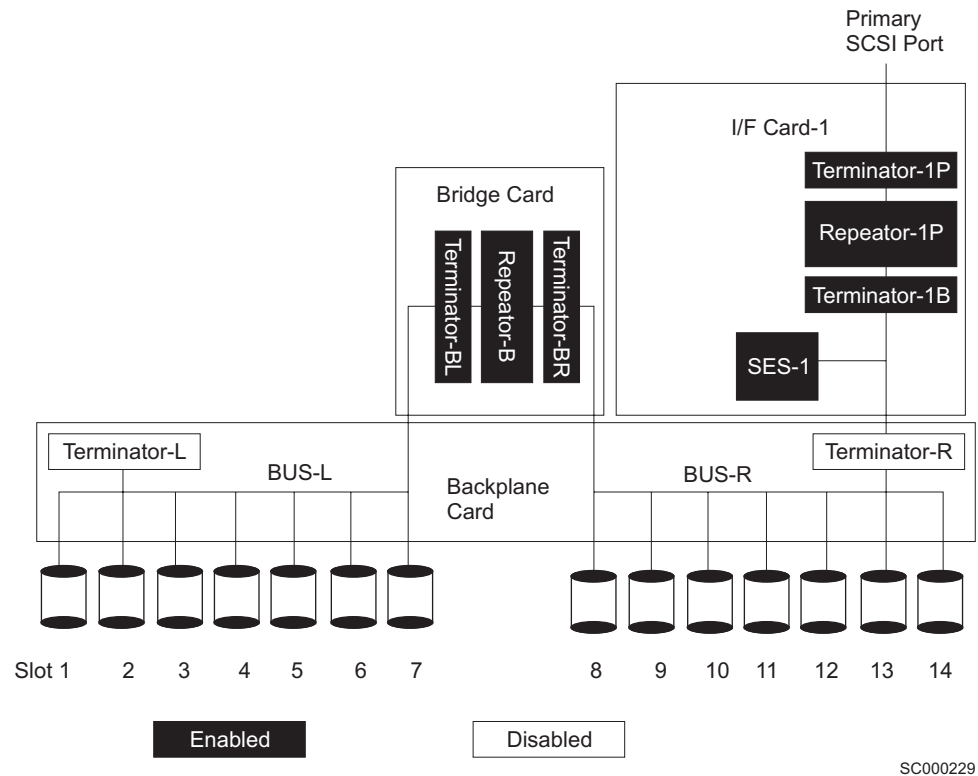 Primary
SCSI Port
I/F Card-1
Terminator-1P
Bridge Card
Repeator-1P
Terminator-BL
Repeator-B
Terminator-BR
Terminator-1B
SES-1
Terminator-L
Terminator-R
BUS-L
BUS-R
Backplane
Card
Slot 1 2 3 4 5 6 7 8 9 10 11 12 13 14
Enabled
Disabled
SC000229